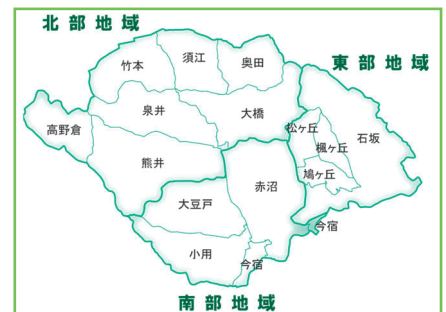 北部地域
東部地域
須江
奥田
竹本
泉井
大橋
高野倉
松ヶ丘
石坂
楓ヶ丘
熊井
鳩ヶ丘
赤沼
大豆戸
今宿
小用
今宿
南部地域